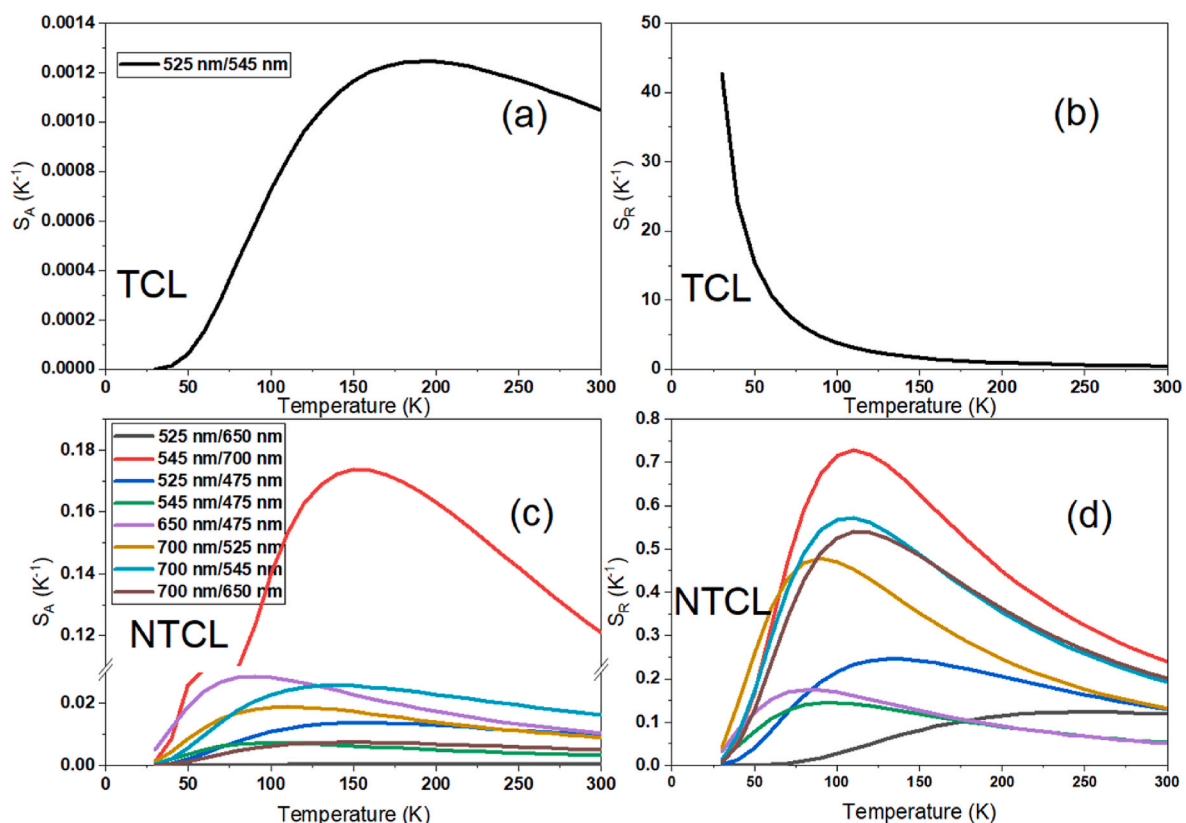 0.0014
0.0012
0.0010
0.0008
0.0006
0.0004
0.0002
0.0000
S_A (K⁻¹)
525 nm/545 nm
(a)
TCL
0 50 100 150 200 250 300
Temperature (K)
50
40
30
20
10
0
S_R (K⁻¹)
(b)
TCL
0 50 100 150 200 250 300
Temperature (K)
0.18
0.16
0.14
0.12
0.02
0.00
S_A (K⁻¹)
525 nm/650 nm
545 nm/700 nm
525 nm/475 nm
545 nm/475 nm
650 nm/475 nm
700 nm/525 nm
700 nm/545 nm
700 nm/650 nm
(c)
NTCL
0 50 100 150 200 250 300
Temperature (K)
0.8
0.7
0.6
0.5
0.4
0.3
0.2
0.1
0.0
S_R (K⁻¹)
(d)
NTCL
0 50 100 150 200 250 300
Temperature (K)